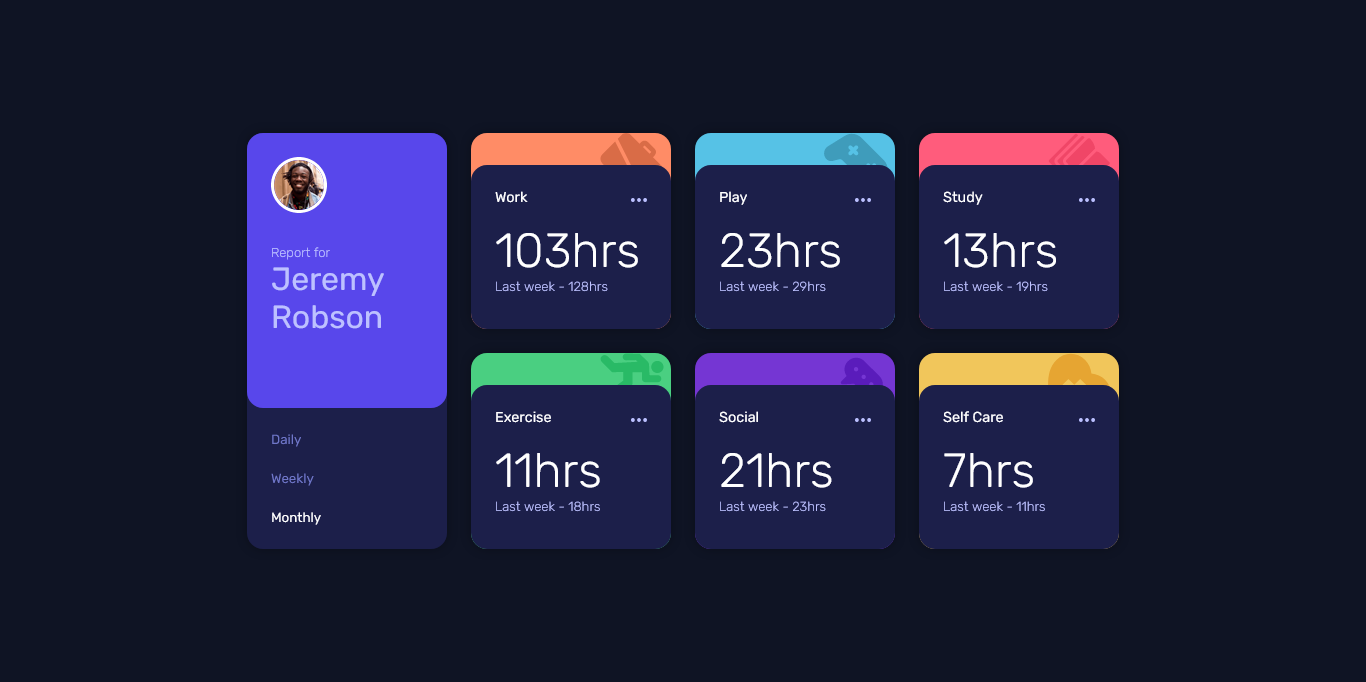 Report for
Jeremy
Robson
Daily
Weekly
Monthly
Work
103hrs
Last week - 128hrs
Play
23hrs
Last week - 29hrs
Study
13hrs
Last week - 19hrs
Exercise
11hrs
Last week - 18hrs
Social
21hrs
Last week - 23hrs
Self Care
7hrs
Last week - 11hrs